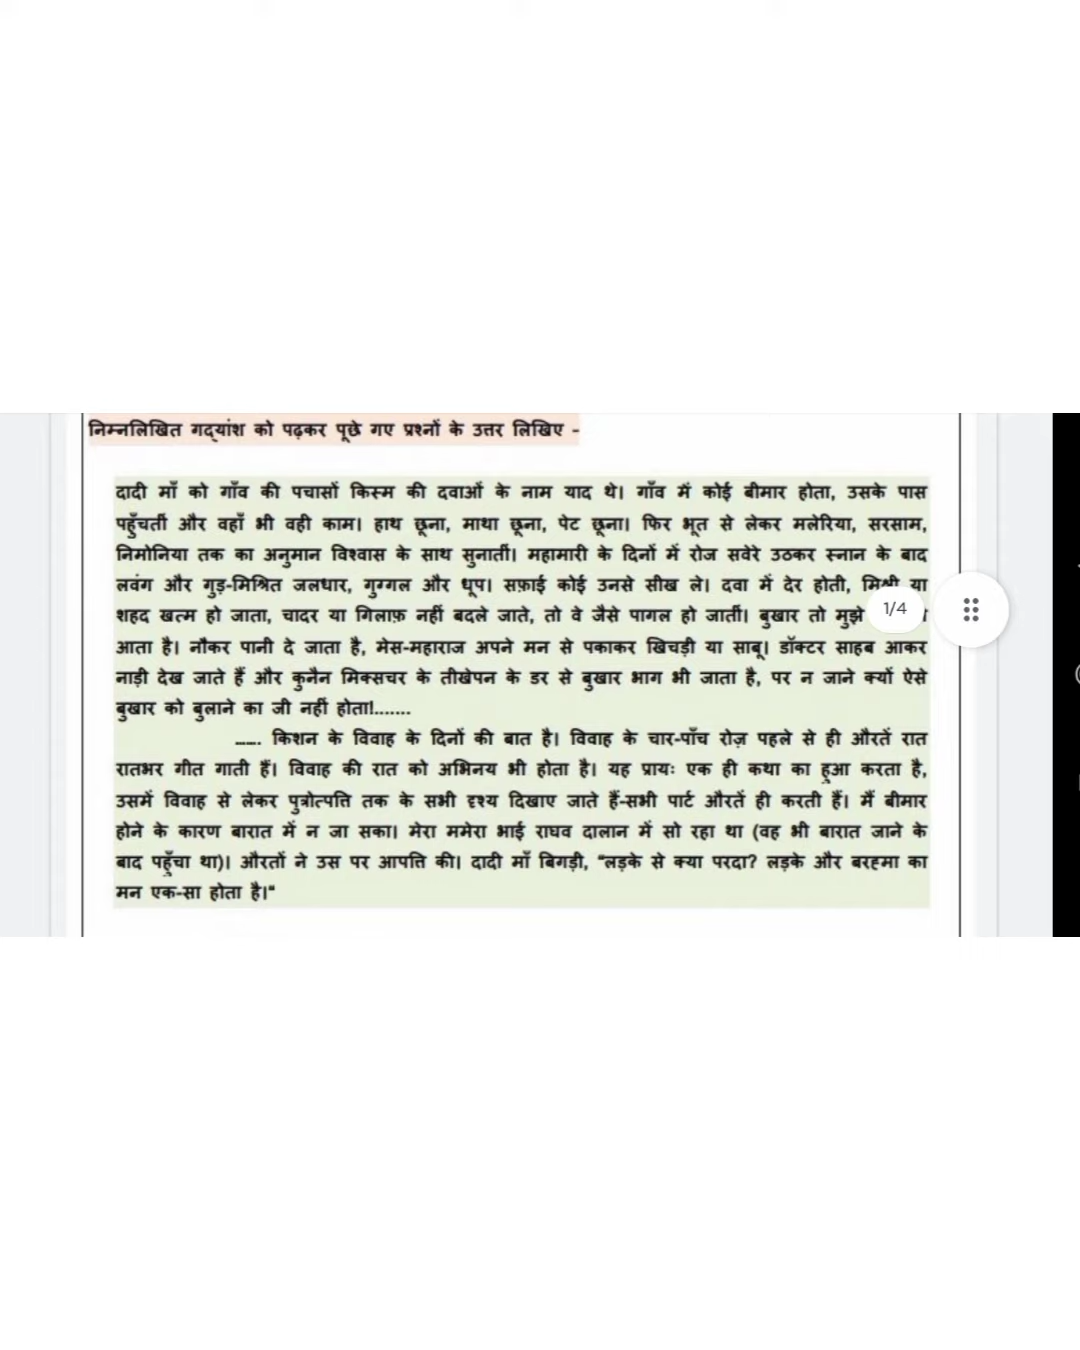 निम्नलिखित गद्यांश को पढ़कर पूछे गए प्रश्नों के उत्तर लिखिए -
दादी माँ को गाँव की पचासों किस्म की दवाओं के नाम याद थे। गाँव में कोई बीमार होता, उसके पास
पहुँचतीं और वहाँ भी वही काम। हाथ छूना, माथा छूना, पेट छूना। फिर भूत से लेकर मलेरिया, सरसाम,
निमोनिया तक का अनुमान विश्वास के साथ सुनातीं। महामारी के दिनों में रोज सवेरे उठकर स्नान के बाद
लवंग और गुड़-मिश्रित जलधार, गुग्गल और धूप। सफ़ाई कोई उनसे सीख ले। दवा में देर होती, मिश्री या
शहद खत्म हो जाता, चादर या गिलाफ़ नहीं बदले जाते, तो वे जैसे पागल हो जातीं। बुखार तो मुझे
1/4
आता है। नौकर पानी दे जाता है, मेस-महाराज अपने मन से पकाकर खिचड़ी या साबू। डॉक्टर साहब आकर
नाड़ी देख जाते हैं और कुनैन मिक्सचर के तीखेपन के डर से बुखार भाग भी जाता है, पर न जाने क्यों ऐसे
बुखार को बुलाने का जी नहीं होता!.......
...... किशन के विवाह के दिनों की बात है। विवाह के चार-पाँच रोज़ पहले से ही औरतें रात
रातभर गीत गाती हैं। विवाह की रात को अभिनय भी होता है। यह प्रायः एक ही कथा का हुआ करता है,
उसमें विवाह से लेकर पुत्रोत्पत्ति तक के सभी दृश्य दिखाए जाते हैं-सभी पार्ट औरतें ही करती हैं। मैं बीमार
होने के कारण बारात में न जा सका। मेरा ममेरा भाई राघव दालान में सो रहा था (वह भी बारात जाने के
बाद पहुँचा था)। औरतों ने उस पर आपत्ति की। दादी माँ बिगड़ी, "लड़के से क्या परदा? लड़के और बरह्मा का
मन एक-सा होता है।"